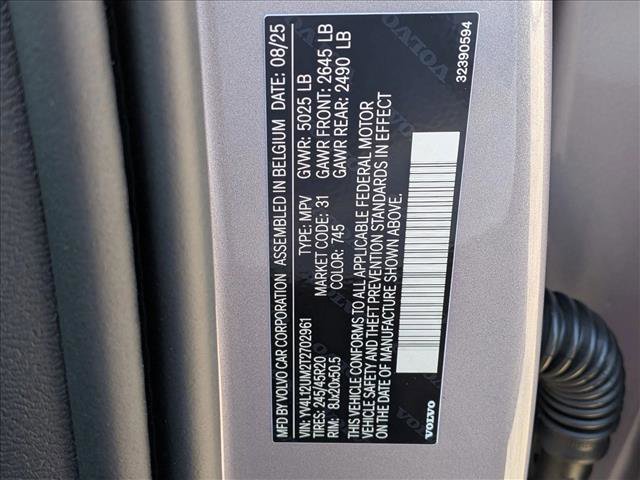 MFD BY VOLVO CAR CORPORATION ASSEMBLED IN BELGIUM DATE: 08/25
VIN: YV4L12UM2T2702961 TYPE: MPV GVWR: 5025 LB
TIRES: 245/45R20 MARKET CODE: 31 GAWR FRONT: 2645 LB
RIM: 8Jx20x50.5 COLOR: 745 GAWR REAR: 2490 LB
THIS VEHICLE CONFORMS TO ALL APPLICABLE FEDERAL MOTOR
VEHICLE SAFETY AND THEFT PREVENTION STANDARDS IN EFFECT
ON THE DATE OF MANUFACTURE SHOWN ABOVE.
VOLVO
32390594